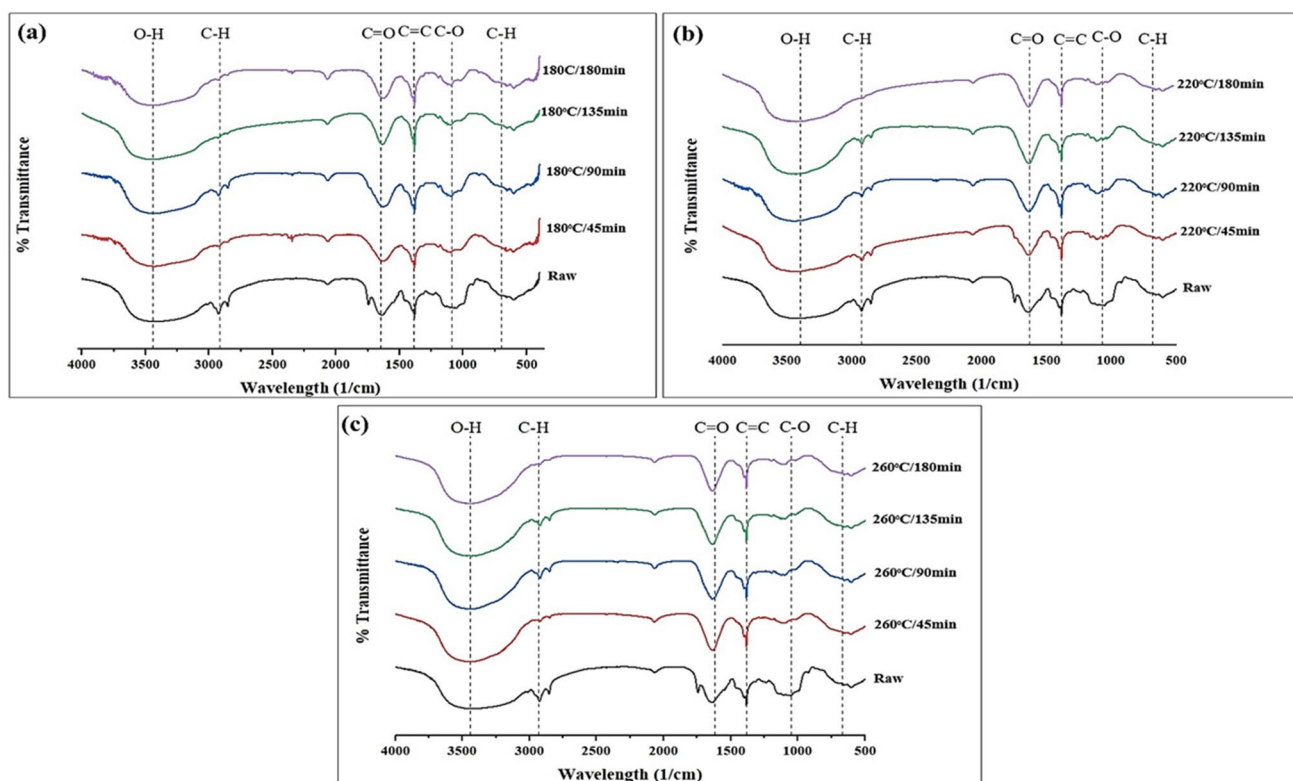 (a)
O-H C-H C=O C=C C-O C-H
180C/180min
180°C/135min
180°C/90min
180°C/45min
Raw
% Transmittance
4000 3500 3000 2500 2000 1500 1000 500
Wavelength (1/cm)
(b)
O-H C-H C=O C=C C-O C-H
220°C/180min
220°C/135min
220°C/90min
220°C/45min
Raw
% Transmittance
4000 3500 3000 2000 1500 1000 500
Wavelength (1/cm)
(c)
O-H C-H C=O C=C C-O C-H
260°C/180min
260°C/135min
260°C/90min
260°C/45min
Raw
% Transmittance
4000 3500 3000 2500 2000 1500 1000 500
Wavelength (1/cm)